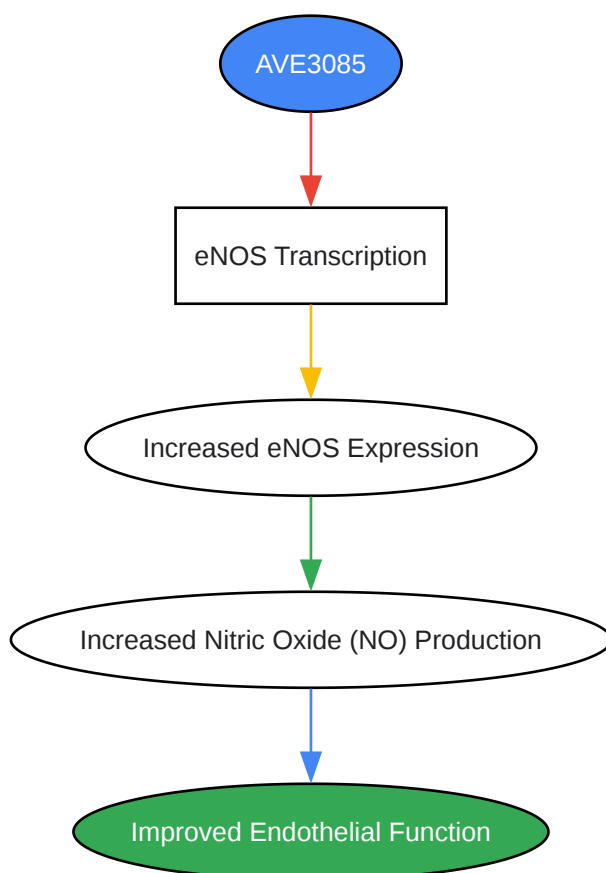 AVE3085
eNOS Transcription
Increased eNOS Expression
Increased Nitric Oxide (NO) Production
Improved Endothelial Function